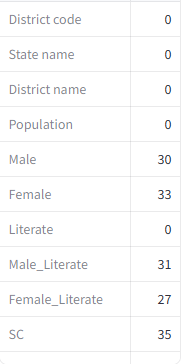 District code 0
State name 0
District name 0
Population 0
Male 30
Female 33
Literate 0
Male_Literate 31
Female_Literate 27
SC 35